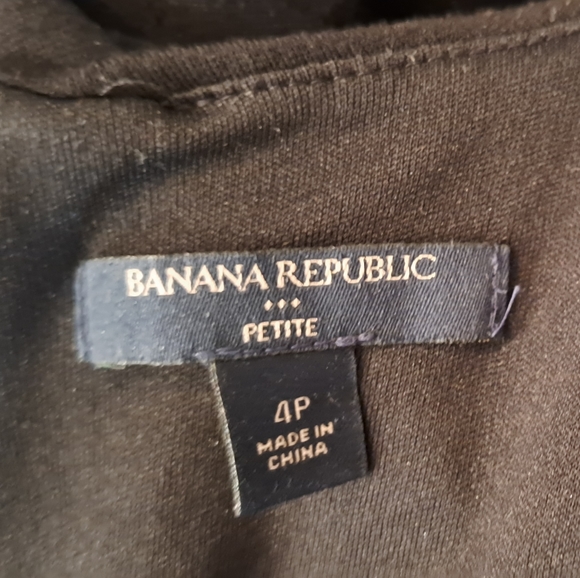 BANANA REPUBLIC
PETITE
4P
MADE IN
CHINA